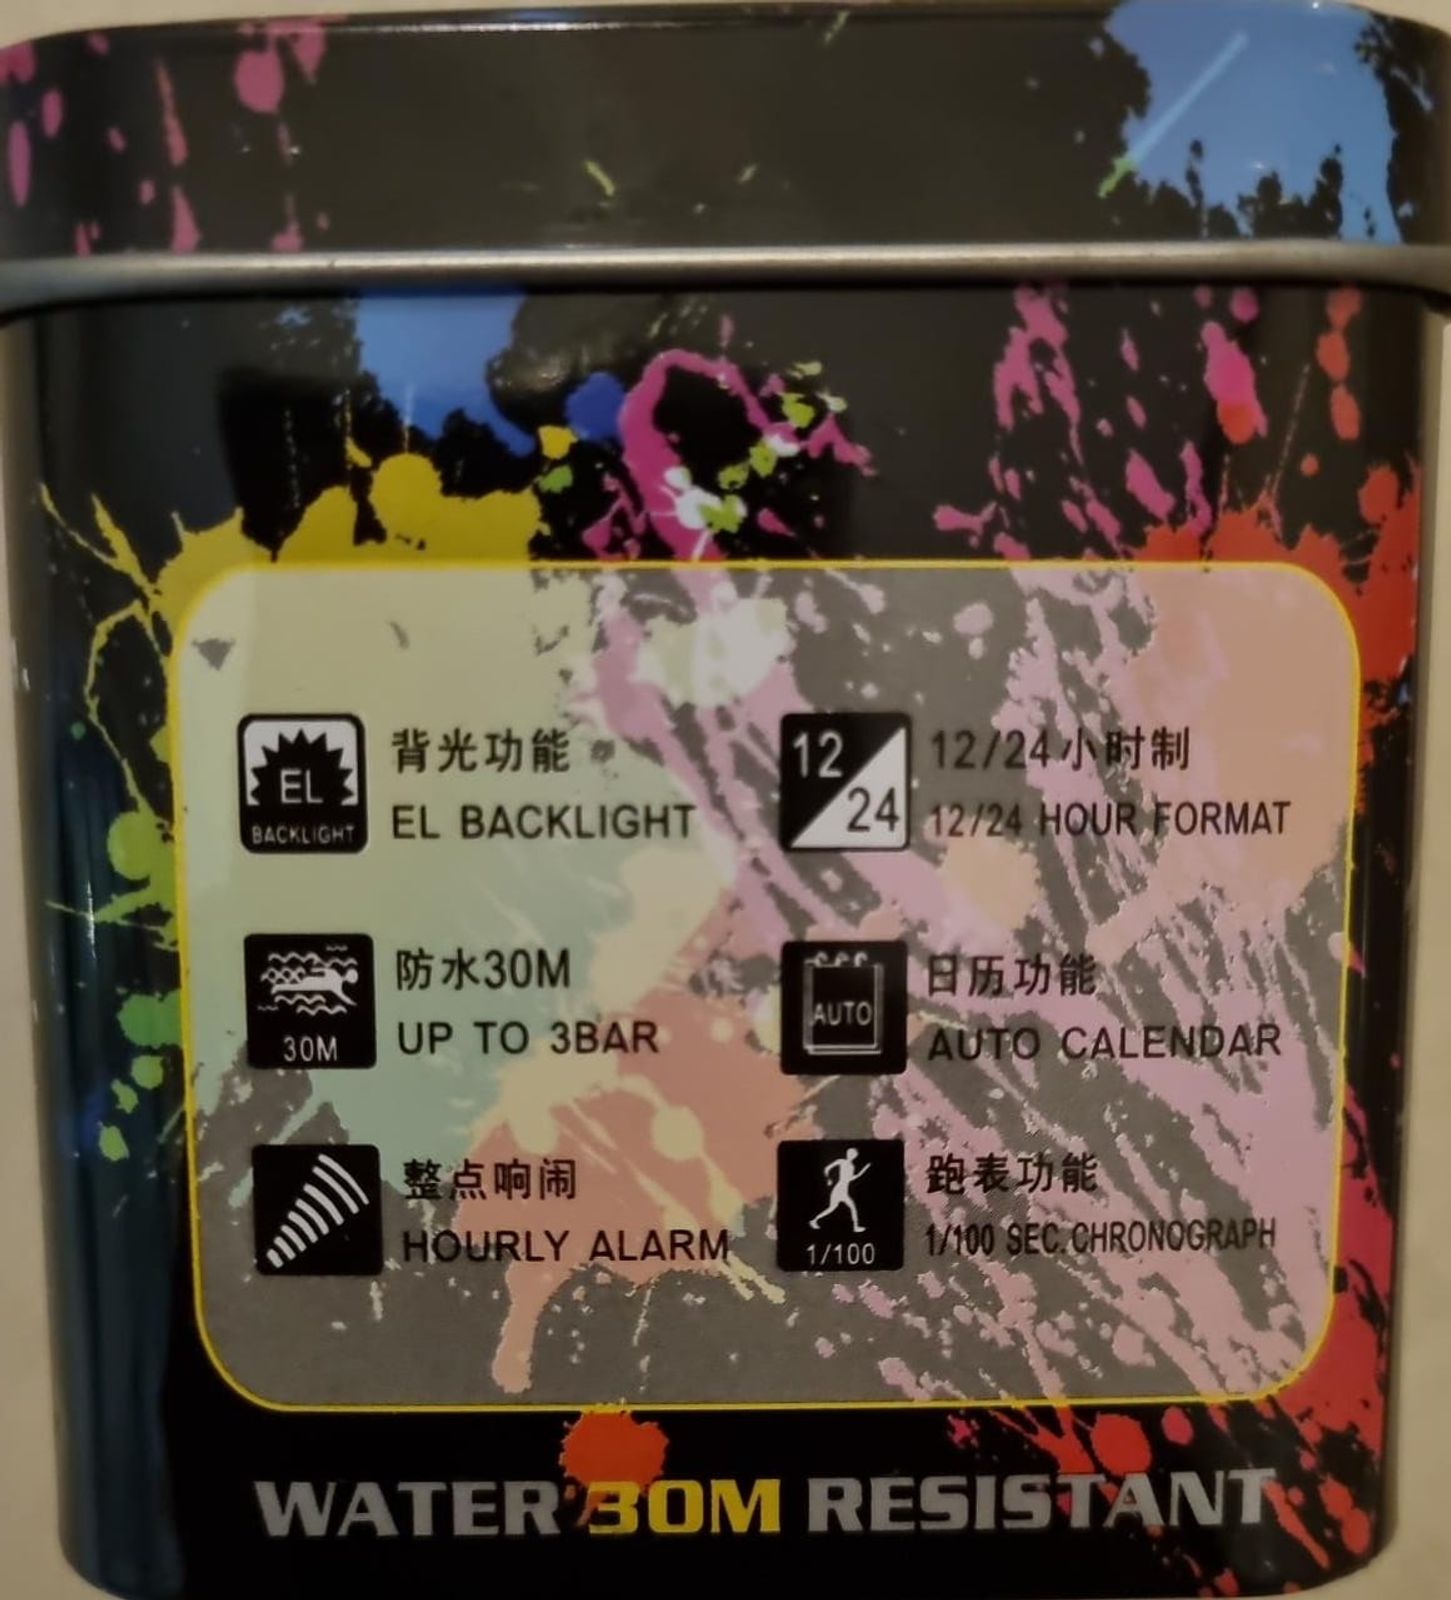 EL
BACKLIGHT
背光功能
EL BACKLIGHT
12
24
12/24小时制
12/24 HOUR FORMAT
30M
防水30M
UP TO 3BAR
AUTO
日历功能
AUTO CALENDAR
整点响闹
HOURLY ALARM
1/100
跑表功能
1/100 SEC.CHRONOGRAPH
WATER 30M RESISTANT